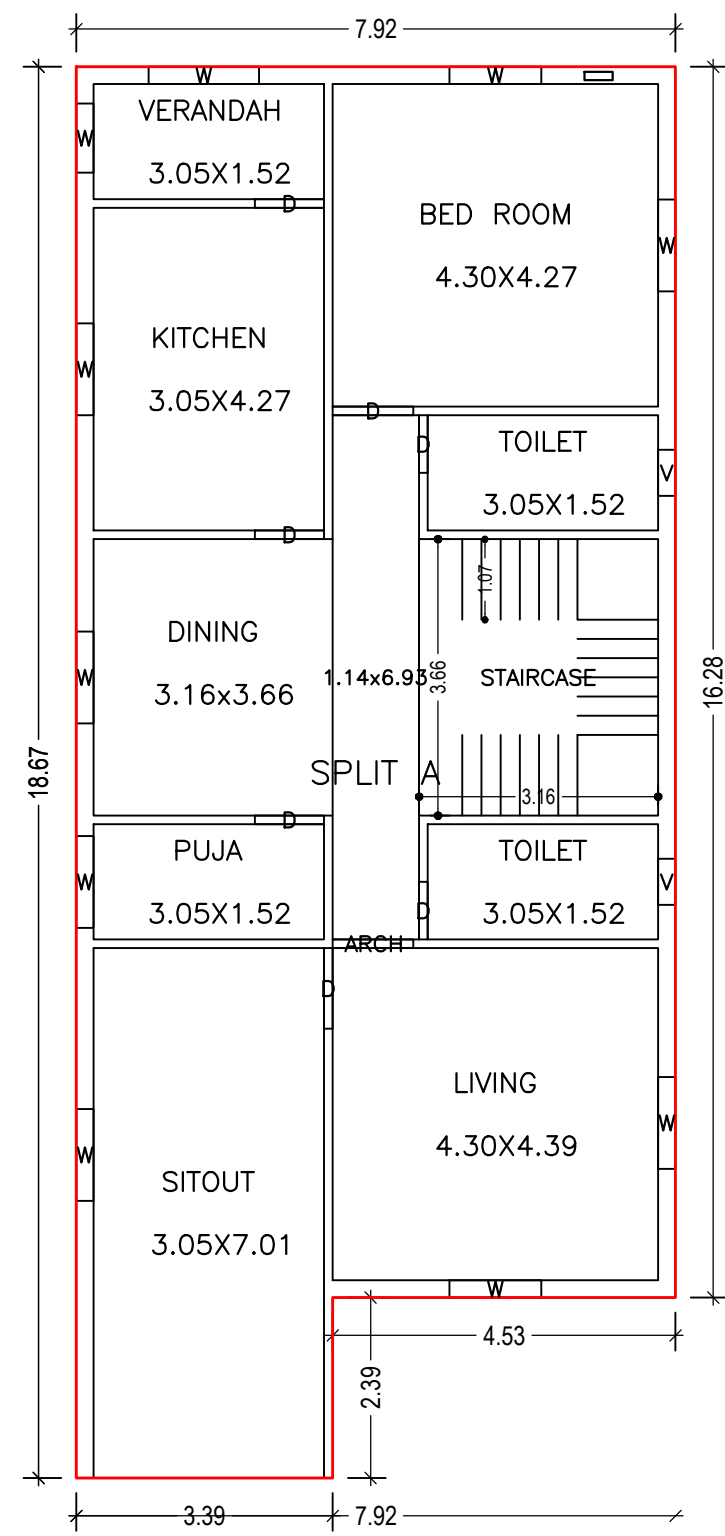 7.92
W
W
VERANDAH
W
3.05X1.52
D
BED ROOM
W
4.30X4.27
KITCHEN
W
3.05X4.27
D
D
TOILET
V
3.05X1.52
D
1.07
DINING
W
3.16x3.66
1.14x6.93
3.66
STAIRCASE
16.28
18.67
SPLIT A
3.16
D
PUJA
W
3.05X1.52
TOILET
V
3.05X1.52
D
ARCH
D
LIVING
W
4.30X4.39
W
SITOUT
3.05X7.01
W
4.53
2.39
3.39
7.92